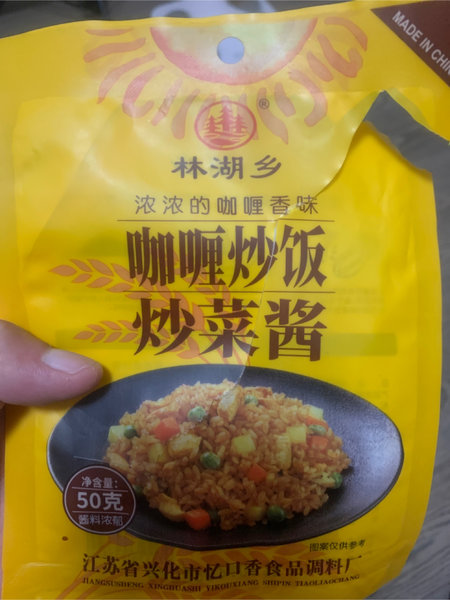 MADE IN CHIN
®
林湖乡
浓浓的咖喱香味
咖喱炒饭
炒菜酱
净含量:
50克
酱料浓郁
图案仅供参考
江苏省兴化市忆口香食品调料厂
JIANGSUSHENG XINGHUASHI YIKOUXIANG SHIPIN TIAOLIAOCHANG